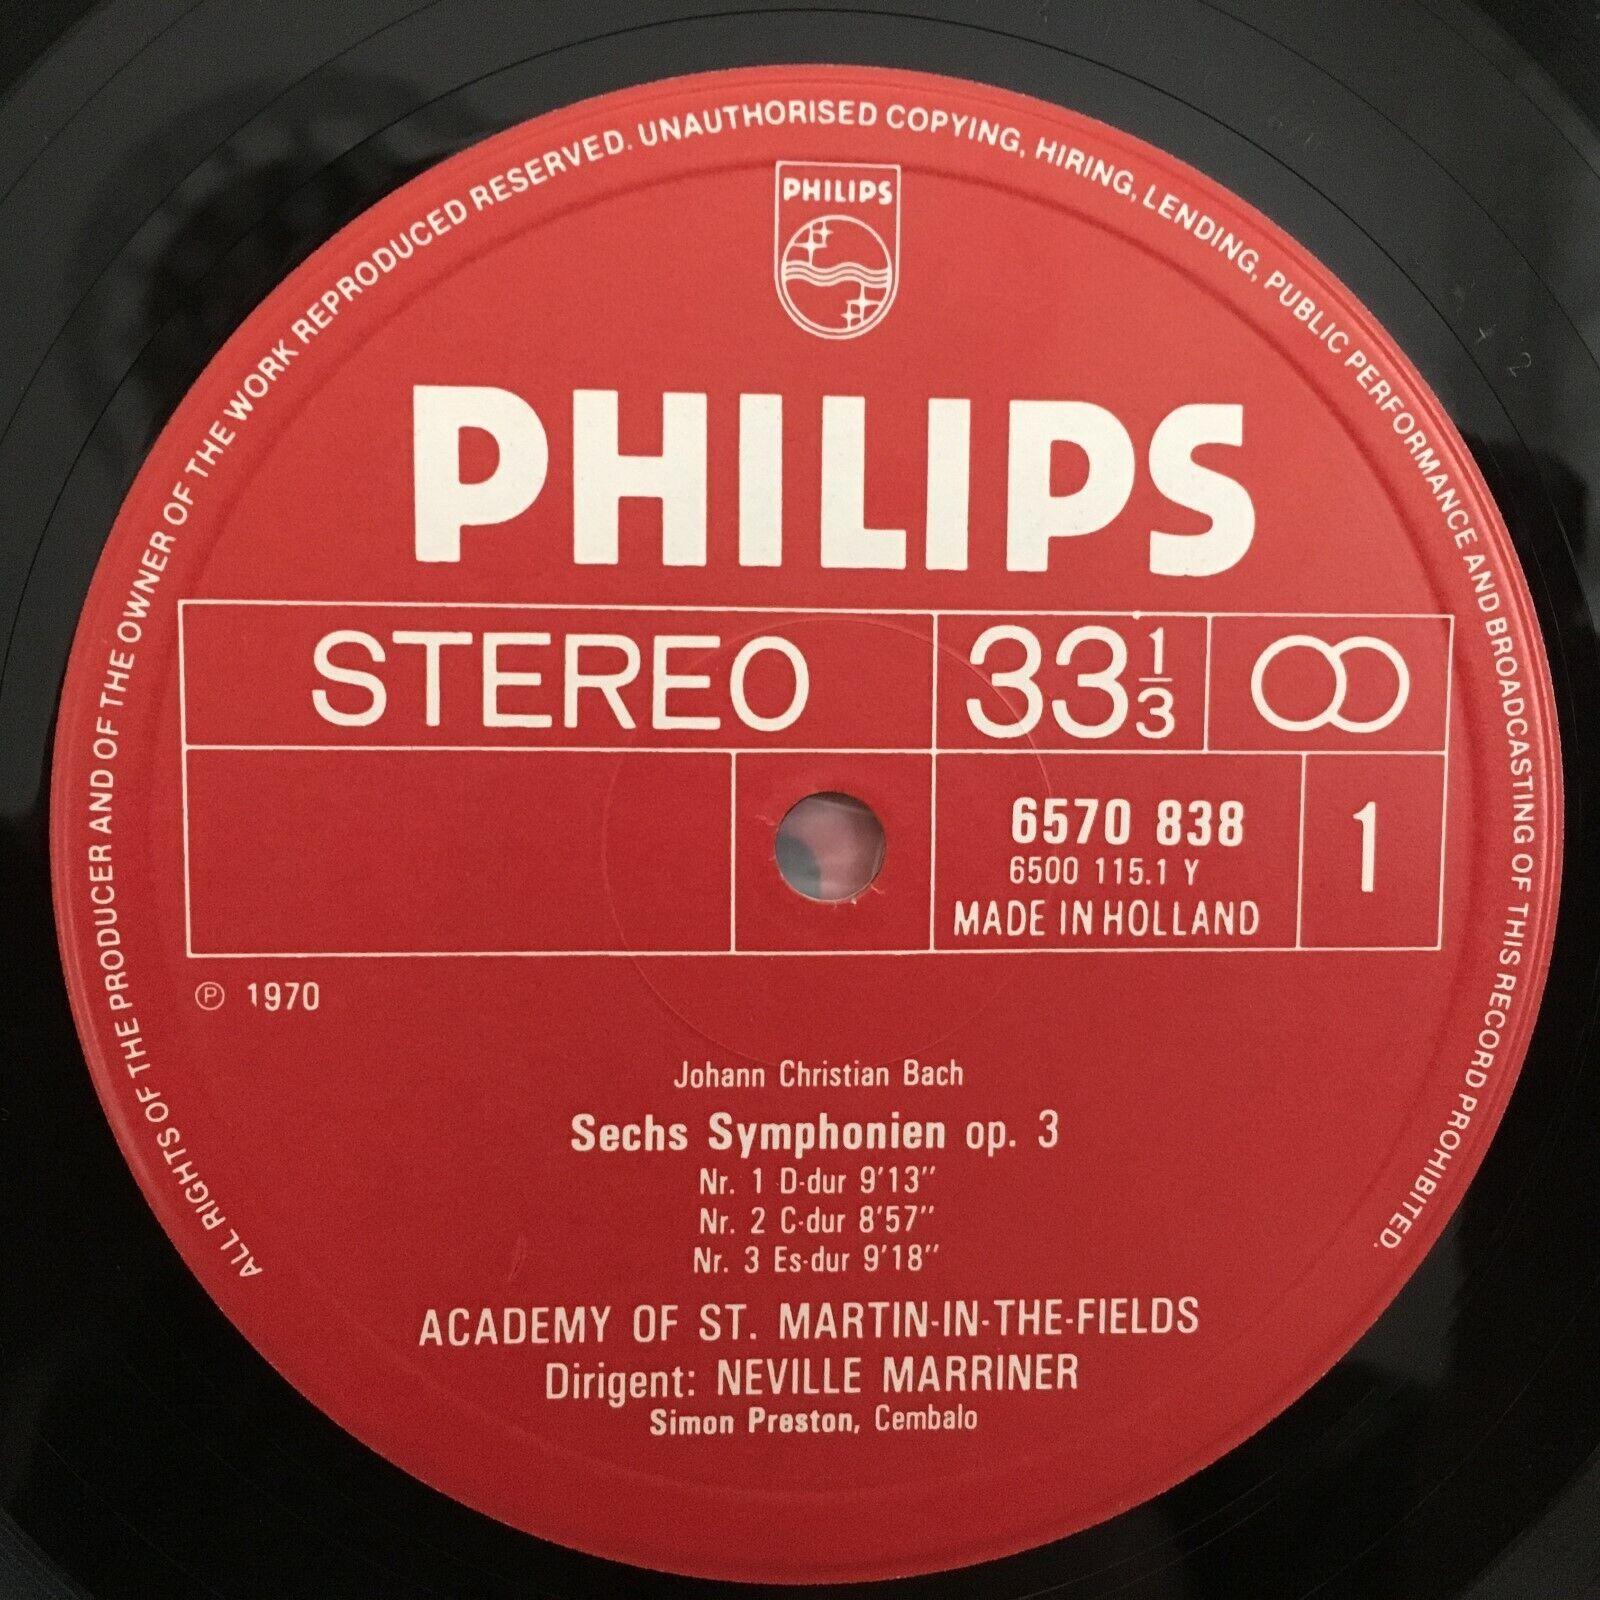 ALL RIGHTS OF THE PRODUCER AND OF THE OWNER OF THE WORK REPRODUCED RESERVED. UNAUTHORISED COPYING, HIRING, LENDING, PUBLIC PERFORMANCE AND BROADCASTING OF THIS RECORD PROHIBITED.
PHILIPS
PHILIPS
STEREO 33 1/3
6570 838 1
6500 115.1 Y
MADE IN HOLLAND
℗ 1970
Johann Christian Bach
Sechs Symphonien op. 3
Nr. 1 D-dur 9'13''
Nr. 2 C-dur 8'57''
Nr. 3 Es-dur 9'18''
ACADEMY OF ST. MARTIN-IN-THE-FIELDS
Dirigent: NEVILLE MARRINER
Simon Preston, Cembalo